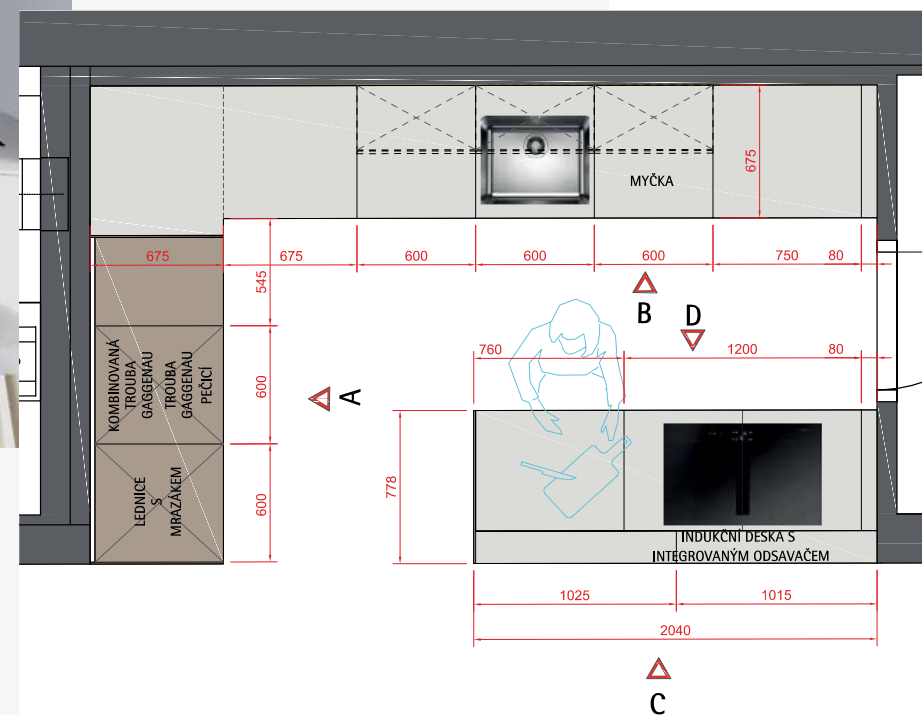 MYČKA
675
675
675
600
600
600
750
80
545
B
D
760
1200
80
KOMBINOVANÁ
TROUBA
GAGGENAU
TROUBA
GAGGENAU
PEČICÍ
600
A
LEDNICE
S
MRAZÁKEM
600
778
INDUKČNÍ DESKA S
INTEGROVANÝM ODSAVAČEM
1025
1015
2040
C